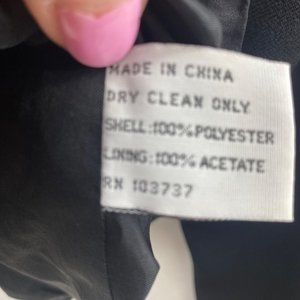 MADE IN CHINA
DRY CLEAN ONLY
SHELL:100% POLYESTER
LINING:100% ACETATE
RN 103737